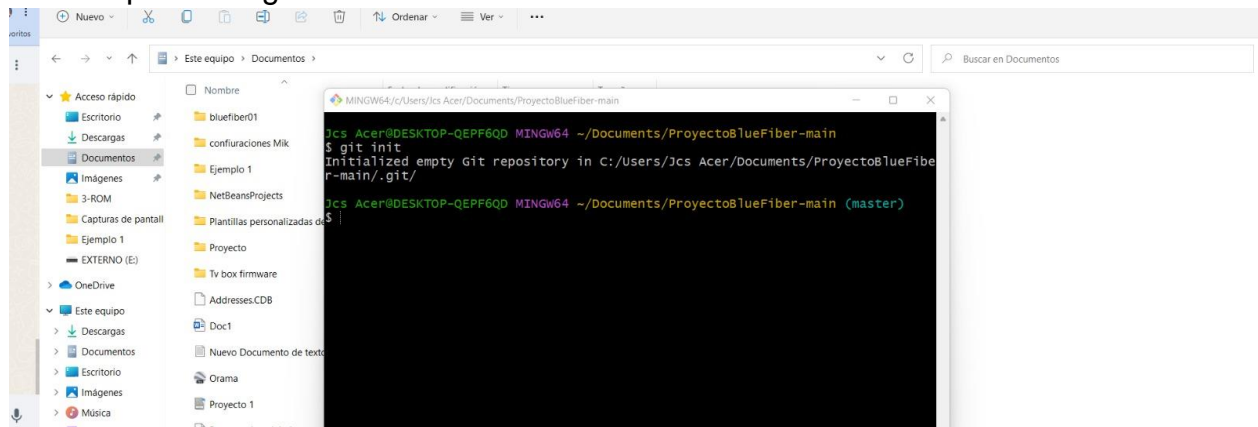 Nuevo
Ordenar
Ver
Este equipo > Documentos >
Buscar en Documentos
Acceso rápido
Escritorio
Descargas
Documentos
Imágenes
3-ROM
Capturas de pantall
Ejemplo 1
EXTERNO (E:)
OneDrive
Este equipo
Descargas
Documentos
Escritorio
Imágenes
Música
Nombre
bluefiber01
confiuraciones Mik
Ejemplo 1
NetBeansProjects
Plantillas personalizadas de
Proyecto
Tv box firmware
Addresses.CDB
Doc1
Nuevo Documento de texto
Orama
Proyecto 1
MINGW64:/c/Users/Jcs Acer/Documents/ProyectoBlueFiber-main
Jcs Acer@DESKTOP-QEPF6QD MINGW64 ~/Documents/ProyectoBlueFiber-main
$ git init
Initialized empty Git repository in C:/Users/Jcs Acer/Documents/ProyectoBlueFibe
r-main/.git/
Jcs Acer@DESKTOP-QEPF6QD MINGW64 ~/Documents/ProyectoBlueFiber-main (master)
$